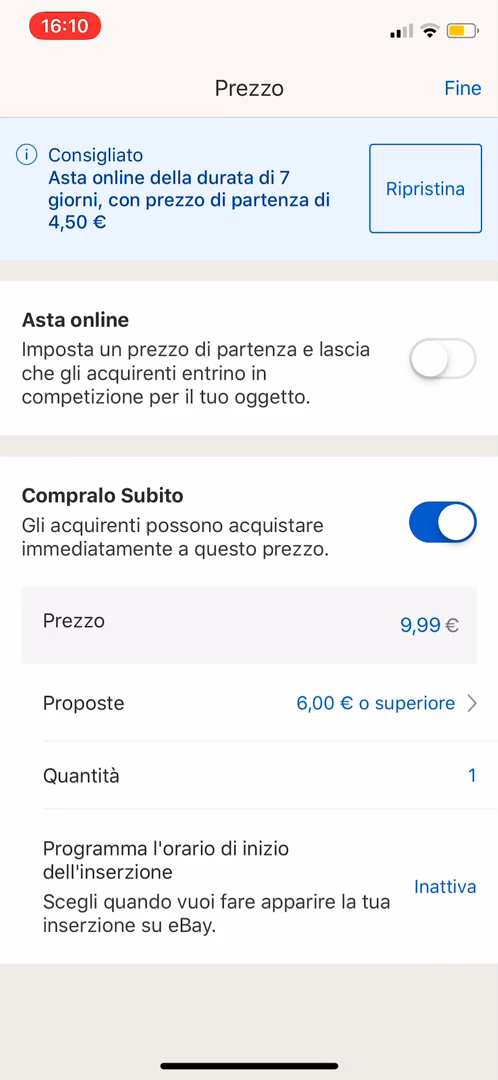 16:10
Prezzo
Fine
Consigliato
Asta online della durata di 7
giorni, con prezzo di partenza di
4,50 €
Ripristina
Asta online
Imposta un prezzo di partenza e lascia
che gli acquirenti entrino in
competizione per il tuo oggetto.
Compralo Subito
Gli acquirenti possono acquistare
immediatamente a questo prezzo.
Prezzo
9,99 €
Proposte
6,00 € o superiore
Quantità
1
Programma l'orario di inizio
dell'inserzione
Scegli quando vuoi fare apparire la tua
inserzione su eBay.
Inattiva